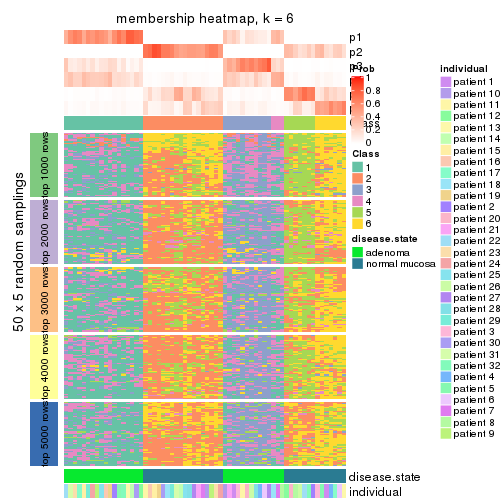 membership heatmap, k = 6
p1
p2
p3
Prob
1
0.8
0.6
0.4
0.2
0
Class
1
2
3
4
5
6
disease.state
adenoma
normal mucosa
individual
patient 1
patient 10
patient 11
patient 12
patient 13
patient 14
patient 15
patient 16
patient 17
patient 18
patient 19
patient 2
patient 20
patient 21
patient 22
patient 23
patient 24
patient 25
patient 26
patient 27
patient 28
patient 29
patient 3
patient 30
patient 31
patient 32
patient 4
patient 5
patient 6
patient 7
patient 8
patient 9
50 x 5 random samplings
top 1000 rows
top 2000 rows
top 3000 rows
top 4000 rows
top 5000 rows
disease.state
individual